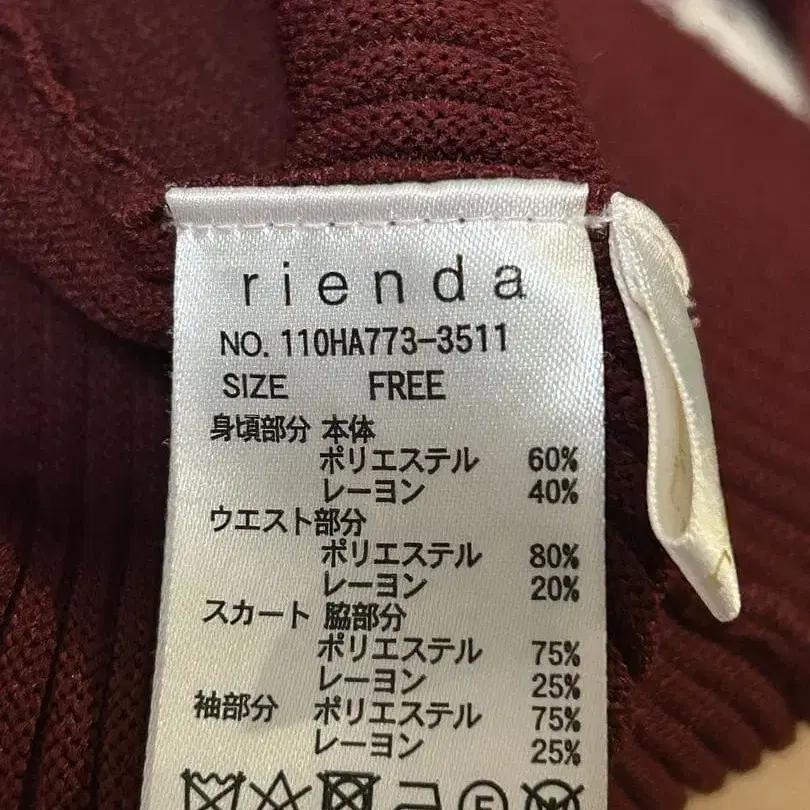 rienda
NO. 110HA773-3511
SIZE FREE
身頃部分 本体
ポリエステル 60%
レーヨン 40%
ウエスト部分
ポリエステル 80%
レーヨン 20%
スカート 脇部分
ポリエステル 75%
レーヨン 25%
袖部分 ポリエステル 75%
レーヨン 25%